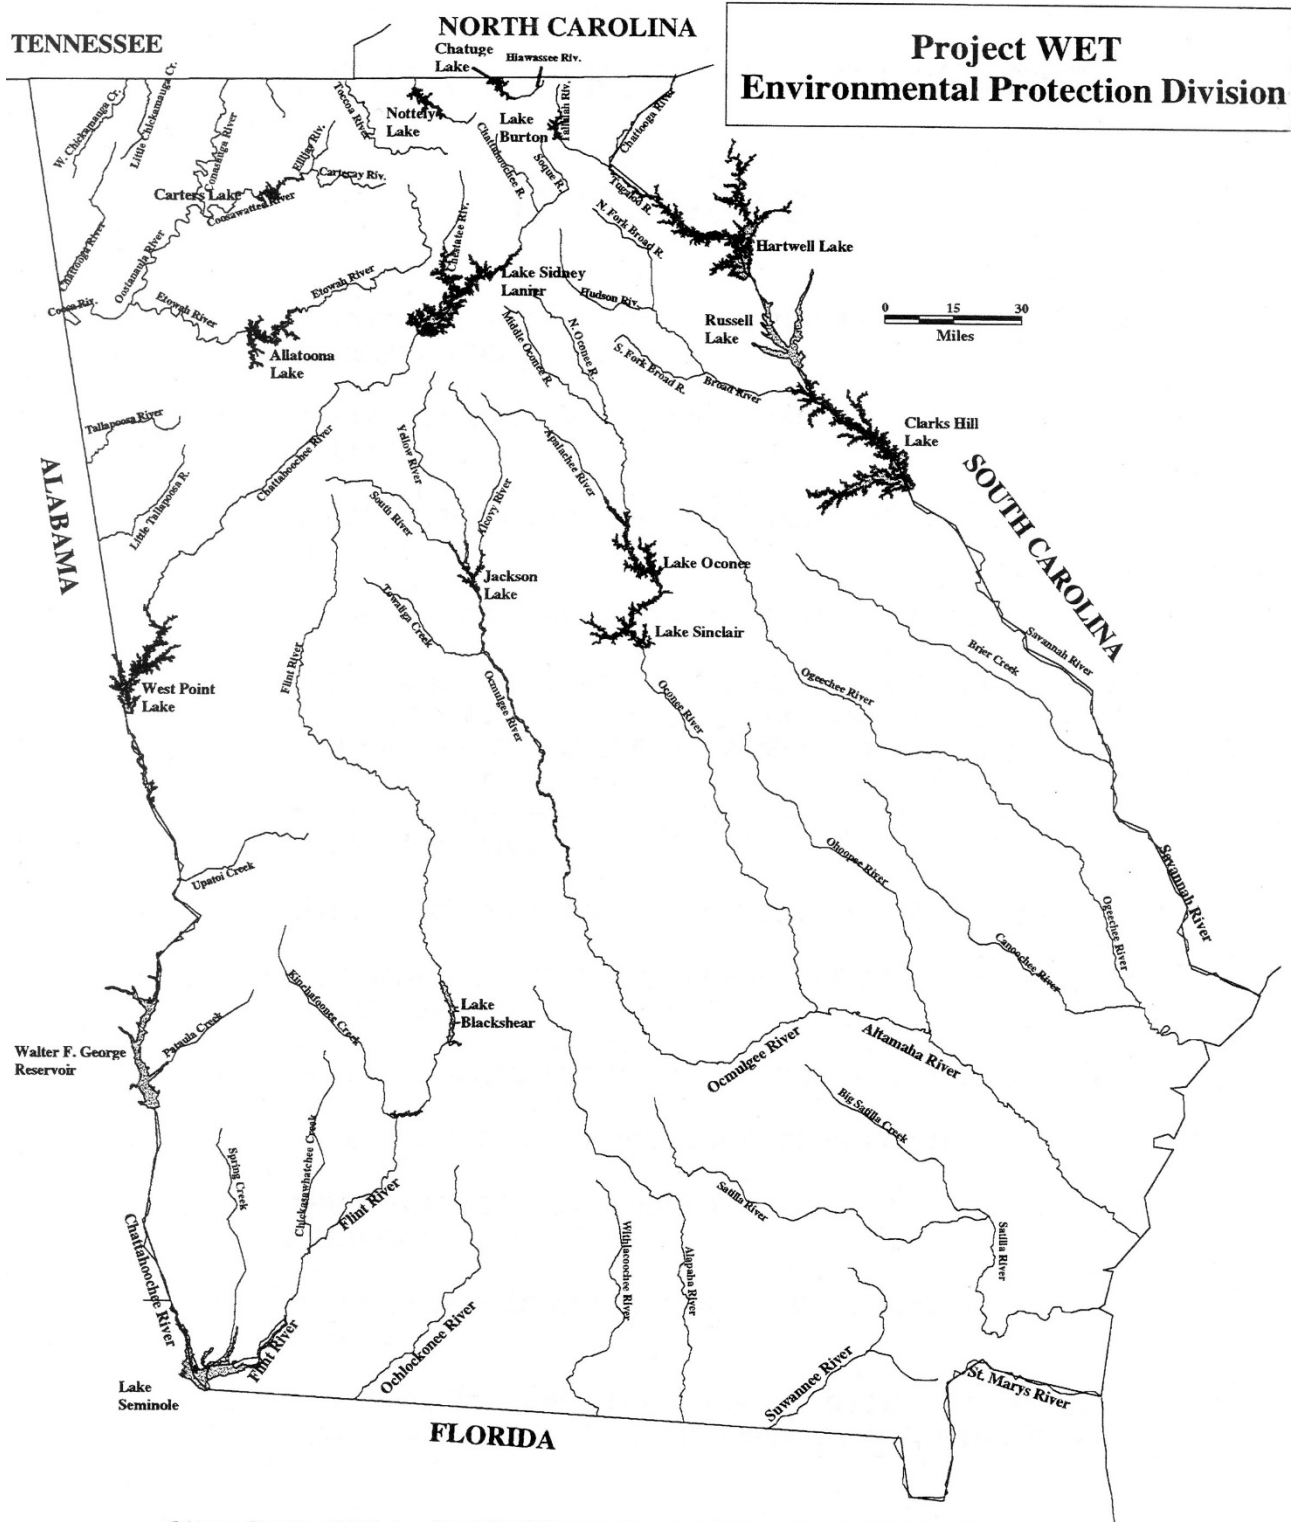 TENNESSEE
NORTH CAROLINA
Project WET
Environmental Protection Division
Chatuge
Lake
Hiawassee Riv.
W. Chickamauga Cr.
Little Chickamauga Cr.
Conasauga River
Toccoa River
Nottely
Lake
Lake
Burton
Tallulah Riv.
Chattooga River
Ellijay Riv.
Cartecay Riv.
Carters Lake
Coosawattee River
Chattahoochee R.
Soque R.
Tugaloo R.
N. Fork Broad R.
Hartwell Lake
Chattooga River
Oostanaula River
Chestatee Riv.
Coosa Riv.
Etowah River
Etowah River
Lake Sidney
Lanier
Hudson Riv.
0 15 30
Miles
Russell
Lake
Allatoona
Lake
Middle Oconee R.
N. Oconee R.
S. Fork Broad R.
Broad River
Clarks Hill
Lake
Tallapoosa River
Chattahoochee River
Yellow River
Apalachee River
ALABAMA
Little Tallapoosa R.
South River
Alcovy River
SOUTH CAROLINA
Jackson
Lake
Lake Oconee
Towaliga Creek
Lake Sinclair
Savannah River
Brier Creek
Flint River
West Point
Lake
Ocmulgee River
Oconee River
Ogeechee River
Upatoi Creek
Ohoopee River
Savannah River
Ogeechee River
Canoochee River
Kinchafoonee Creek
Lake
Blackshear
Pataula Creek
Walter F. George
Reservoir
Ocmulgee River
Altamaha River
Big Satilla Creek
Spring Creek
Chickasawhatchee Creek
Flint River
Satilla River
Chattahoochee River
Withlacoochee River
Alapaha River
Satilla River
Flint River
Ochlockonee River
Suwannee River
St. Marys River
Lake
Seminole
FLORIDA